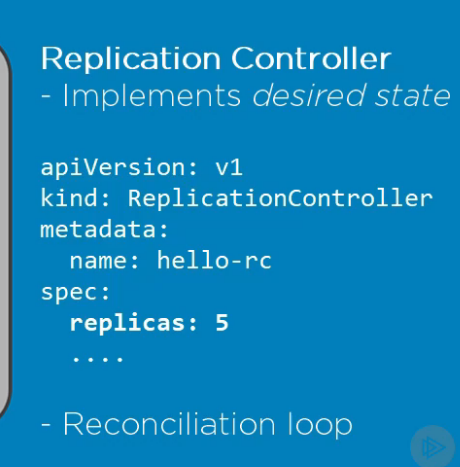 Replication Controller
- Implements desired state
apiVersion: v1
kind: ReplicationController
metadata:
  name: hello-rc
spec:
  replicas: 5
  ....
- Reconciliation loop